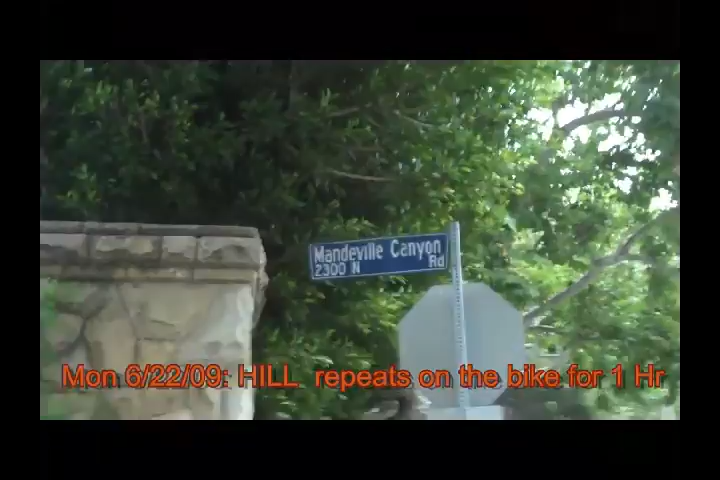 Mandeville Canyon
2300 N Rd
Mon 6/22/09: HILL repeats on the bike for 1 Hr